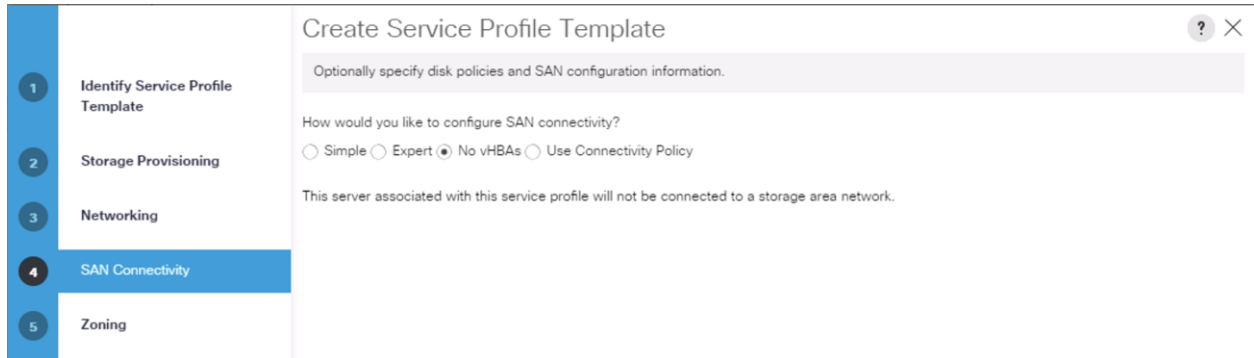 Create Service Profile Template
?
Optionally specify disk policies and SAN configuration information.
1
Identify Service Profile
Template
2
Storage Provisioning
3
Networking
4
SAN Connectivity
5
Zoning
How would you like to configure SAN connectivity?
Simple Expert No vHBAs Use Connectivity Policy
This server associated with this service profile will not be connected to a storage area network.